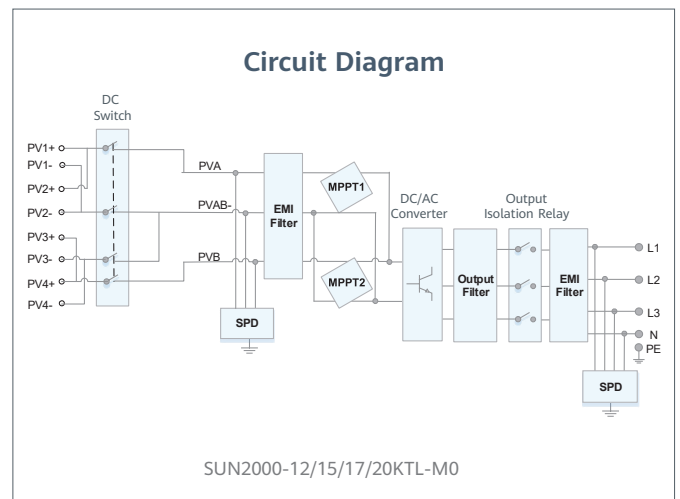 Circuit Diagram
DC
Switch
PV1+
PV1-
PV2+
PV2-
PV3+
PV3-
PV4+
PV4-
PVA
PVAB-
PVB
EMI
Filter
SPD
MPPT1
MPPT2
DC/AC
Converter
Output
Filter
Output
Isolation Relay
EMI
Filter
L1
L2
L3
N
PE
SPD
SUN2000-12/15/17/20KTL-M0